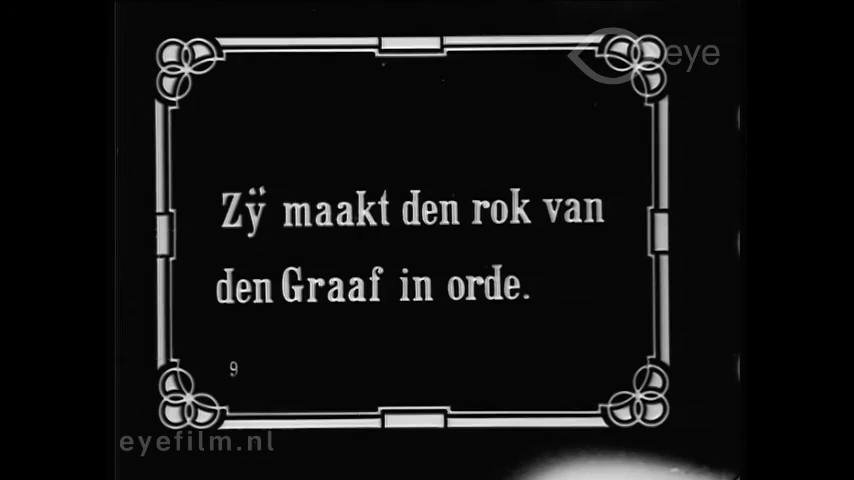 eye
Zÿ maakt den rok van
den Graaf in orde.
9
eyefilm.nl